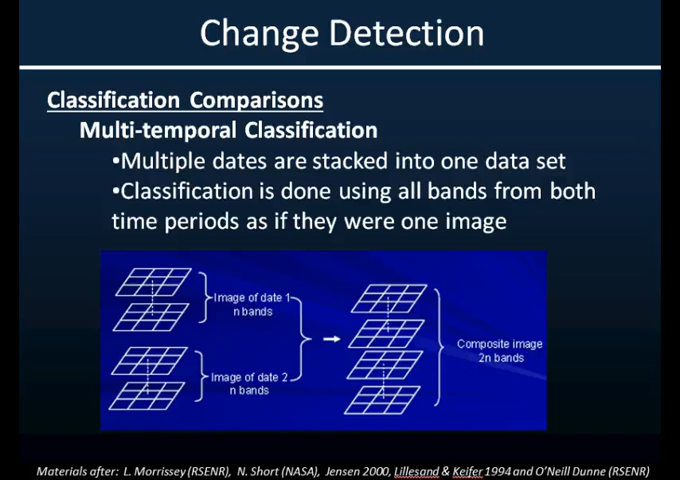 Change Detection
Classification Comparisons
Multi-temporal Classification
•Multiple dates are stacked into one data set
•Classification is done using all bands from both
time periods as if they were one image
Image of date 1
n bands
Image of date 2
n bands
Composite image
2n bands
Materials after: L. Morrissey (RSENR), N. Short (NASA), Jensen 2000, Lillesand & Keifer 1994 and O'Neill Dunne (RSENR)